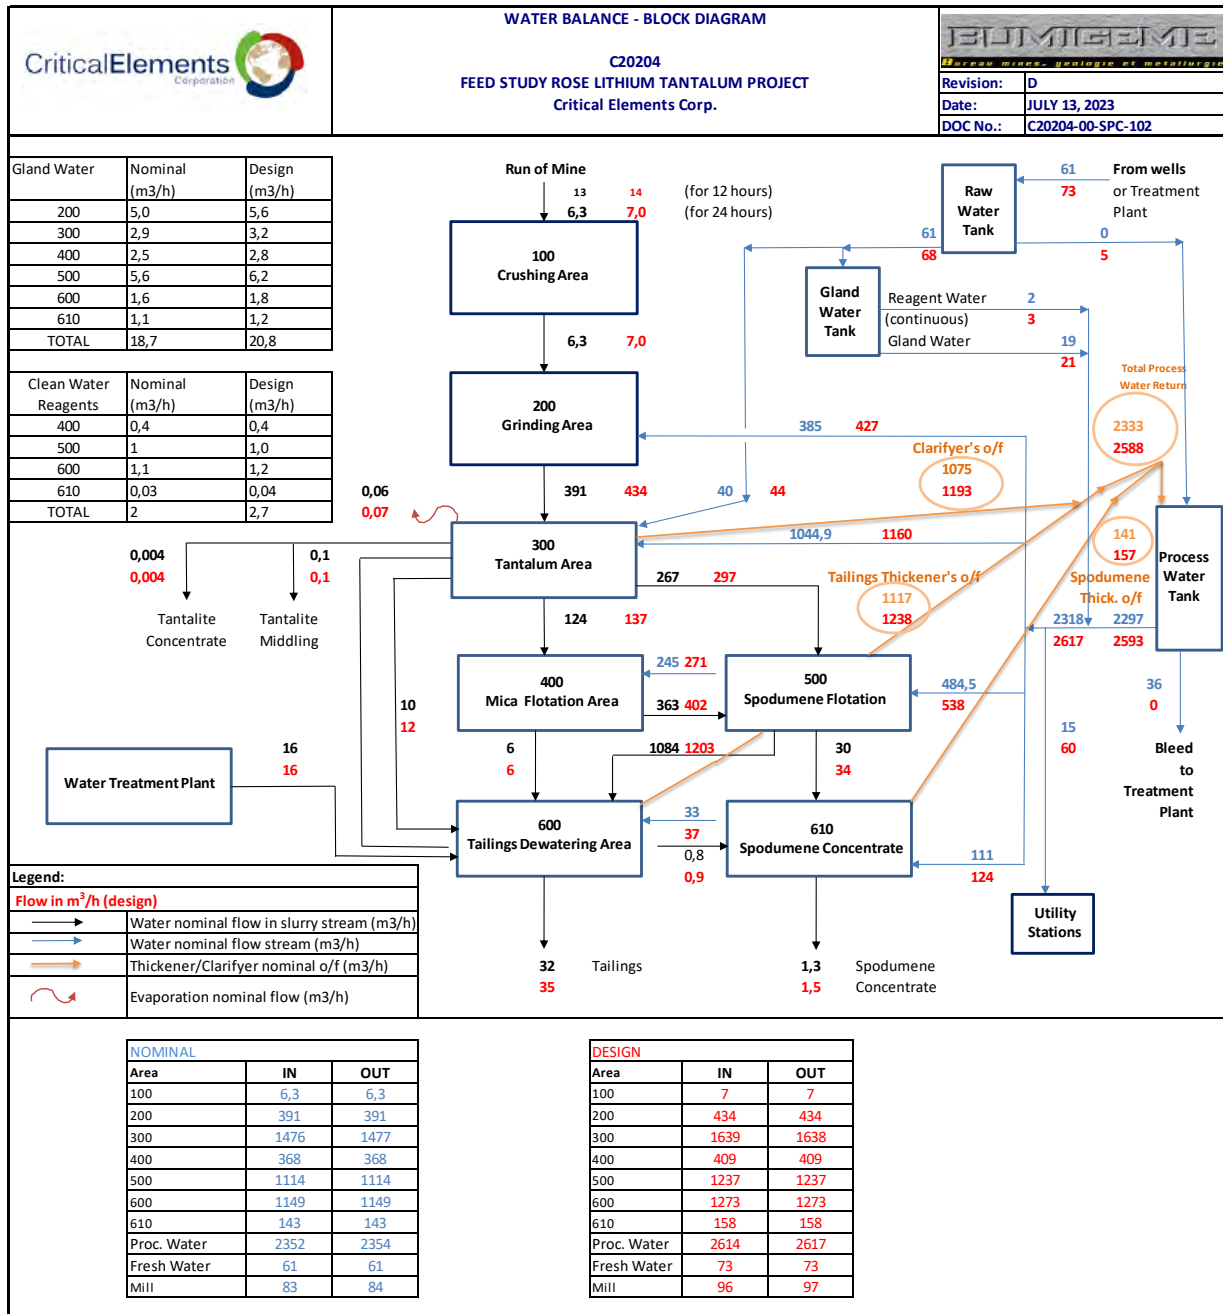 CriticalElements
Corporation
WATER BALANCE - BLOCK DIAGRAM
C20204
FEED STUDY ROSE LITHIUM TANTALUM PROJECT
Critical Elements Corp.
BUMIGEME
Bureau mines, geologie et metallurgie
Revision: D
Date: JULY 13, 2023
DOC No.: C20204-00-SPC-102
Gland Water Nominal (m3/h) Design (m3/h)
200 5,0 5,6
300 2,9 3,2
400 2,5 2,8
500 5,6 6,2
600 1,6 1,8
610 1,1 1,2
TOTAL 18,7 20,8
Clean Water Reagents Nominal (m3/h) Design (m3/h)
400 0,4 0,4
500 1 1,0
600 1,1 1,2
610 0,03 0,04
TOTAL 2 2,7
Run of Mine
13 14 (for 12 hours)
6,3 7,0 (for 24 hours)
100
Crushing Area
6,3 7,0
200
Grinding Area
391 434
Raw
Water
Tank
61
73
From wells
or Treatment
Plant
61
68
0
5
Gland
Water
Tank
Reagent Water 2
(continuous) 3
Gland Water 19
21
Total Process
Water Return
2333
2588
385 427
Clarifyer's o/f
1075
1193
40 44
0,06
0,07
300
Tantalum Area
1044,9 1160
141
157
Spodumene
Thick. o/f
Process
Water
Tank
0,004
0,004
0,1
0,1
Tantalite
Concentrate
Tantalite
Middling
267 297
124 137
Tailings Thickener's o/f
1117
1238
2318 2297
2617 2593
400
Mica Flotation Area
245 271
363 402
500
Spodumene Flotation
484,5
538
36
0
15
60
Bleed
to
Treatment
Plant
10
12
16
16
Water Treatment Plant
6
6
1084 1203
30
34
600
Tailings Dewatering Area
33
37
0,8
0,9
610
Spodumene Concentrate
111
124
Utility
Stations
32 Tailings
35
1,3 Spodumene
1,5 Concentrate
Legend:
Flow in m³/h (design)
Water nominal flow in slurry stream (m3/h)
Water nominal flow stream (m3/h)
Thickener/Clarifyer nominal o/f (m3/h)
Evaporation nominal flow (m3/h)
NOMINAL
Area IN OUT
100 6,3 6,3
200 391 391
300 1476 1477
400 368 368
500 1114 1114
600 1149 1149
610 143 143
Proc. Water 2352 2354
Fresh Water 61 61
Mill 83 84
DESIGN
Area IN OUT
100 7 7
200 434 434
300 1639 1638
400 409 409
500 1237 1237
600 1273 1273
610 158 158
Proc. Water 2614 2617
Fresh Water 73 73
Mill 96 97